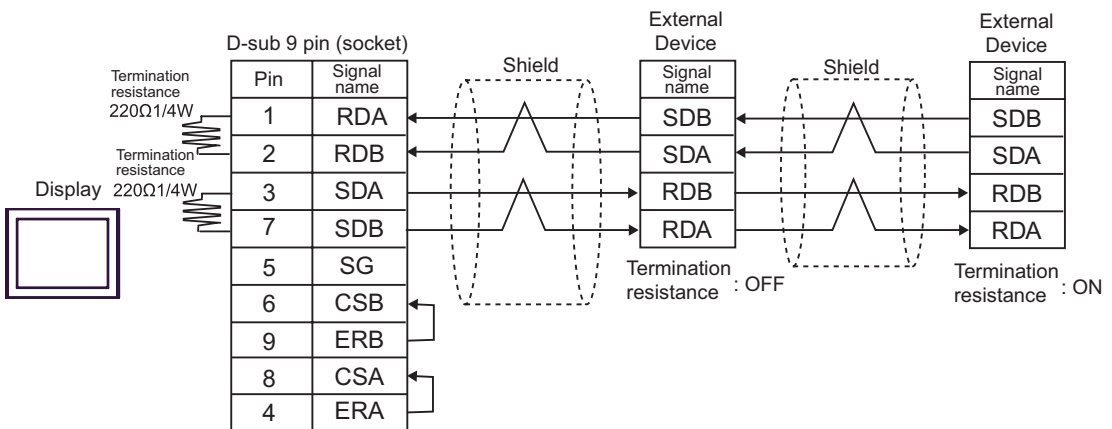 D-sub 9 pin (socket)
Pin Signal name
1 RDA
2 RDB
3 SDA
7 SDB
5 SG
6 CSB
9 ERB
8 CSA
4 ERA
Termination
resistance
220Ω1/4W
Termination
resistance
220Ω1/4W
Display
Shield
External
Device
Signal
name
SDB
SDA
RDB
RDA
Termination
resistance : OFF
Shield
External
Device
Signal
name
SDB
SDA
RDB
RDA
Termination
resistance : ON